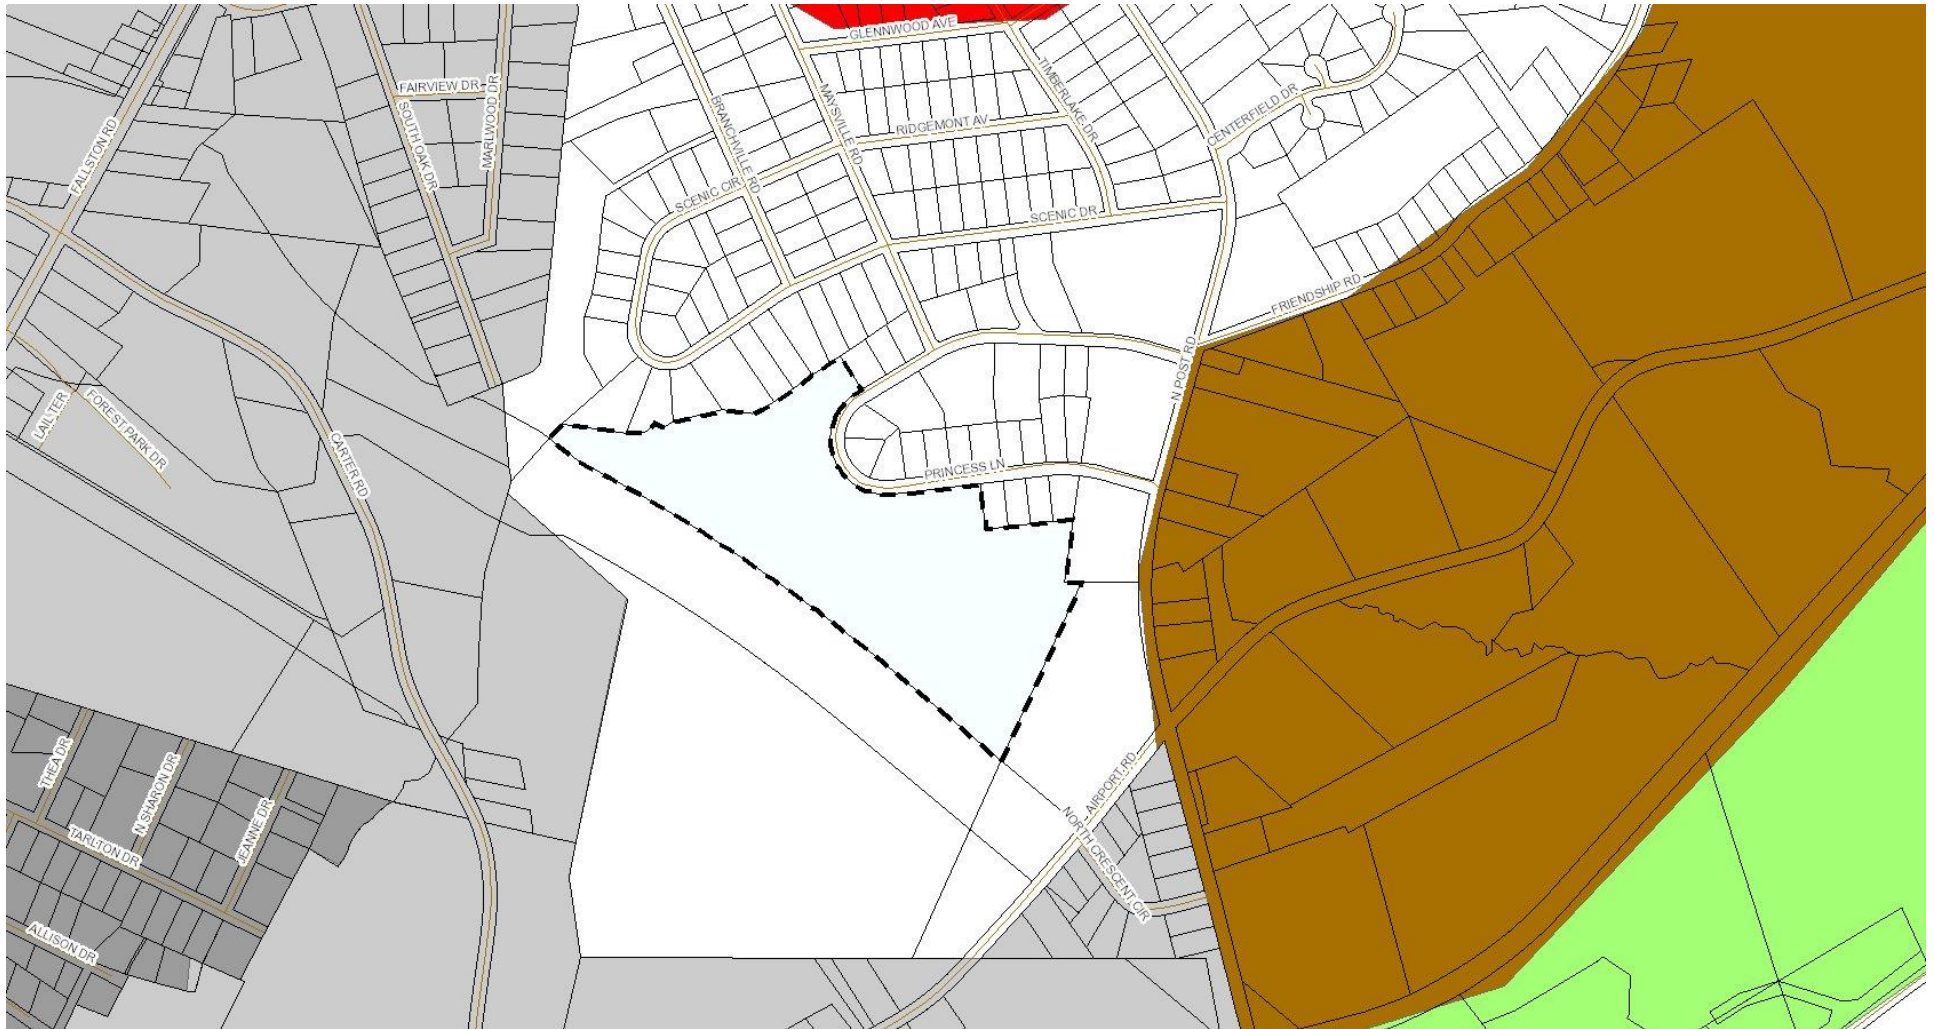 GLENNWOOD AVE
FAIRVIEW DR
MARLWOOD DR
SOUTH OAK DR
FALLSTON RD
BRANCHVILLE RD
MAYSVILLE RD
TIMBERLAKE DR
CENTERFIELD DR
RIDGEMONT AV
SCENIC CIR
SCENIC DR
FRIENDSHIP RD
N POST RD
LAIL TER
FOREST PARK DR
CARTER RD
PRINCESS LN
THEA DR
N SHARON DR
JEANNE DR
TARLTON DR
ALLISON DR
AIRPORT RD
NORTH CRESCENT CIR